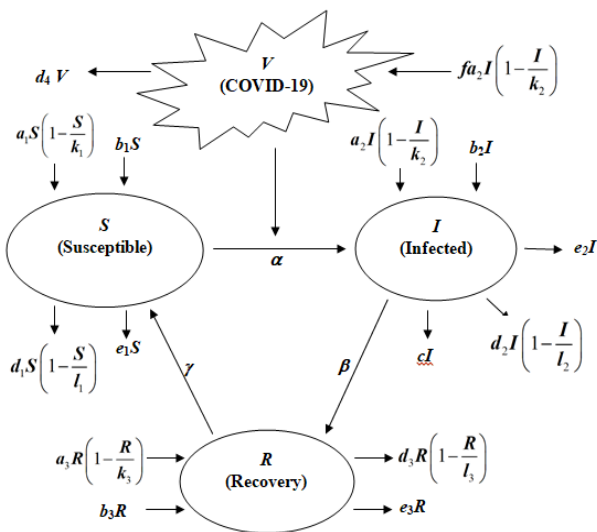 V
(COVID-19)
d₄ V
fa₂I(1 − I/k₂)
a₁S(1 − S/k₁)
b₁S
a₂I(1 − I/k₂)
b₂I
S
(Susceptible)
α
I
(Infected)
e₂I
d₁S(1 − S/l₁)
e₁S
γ
β
cI
d₂I(1 − I/l₂)
a₃R(1 − R/k₃)
b₃R
R
(Recovery)
d₃R(1 − R/l₃)
e₃R